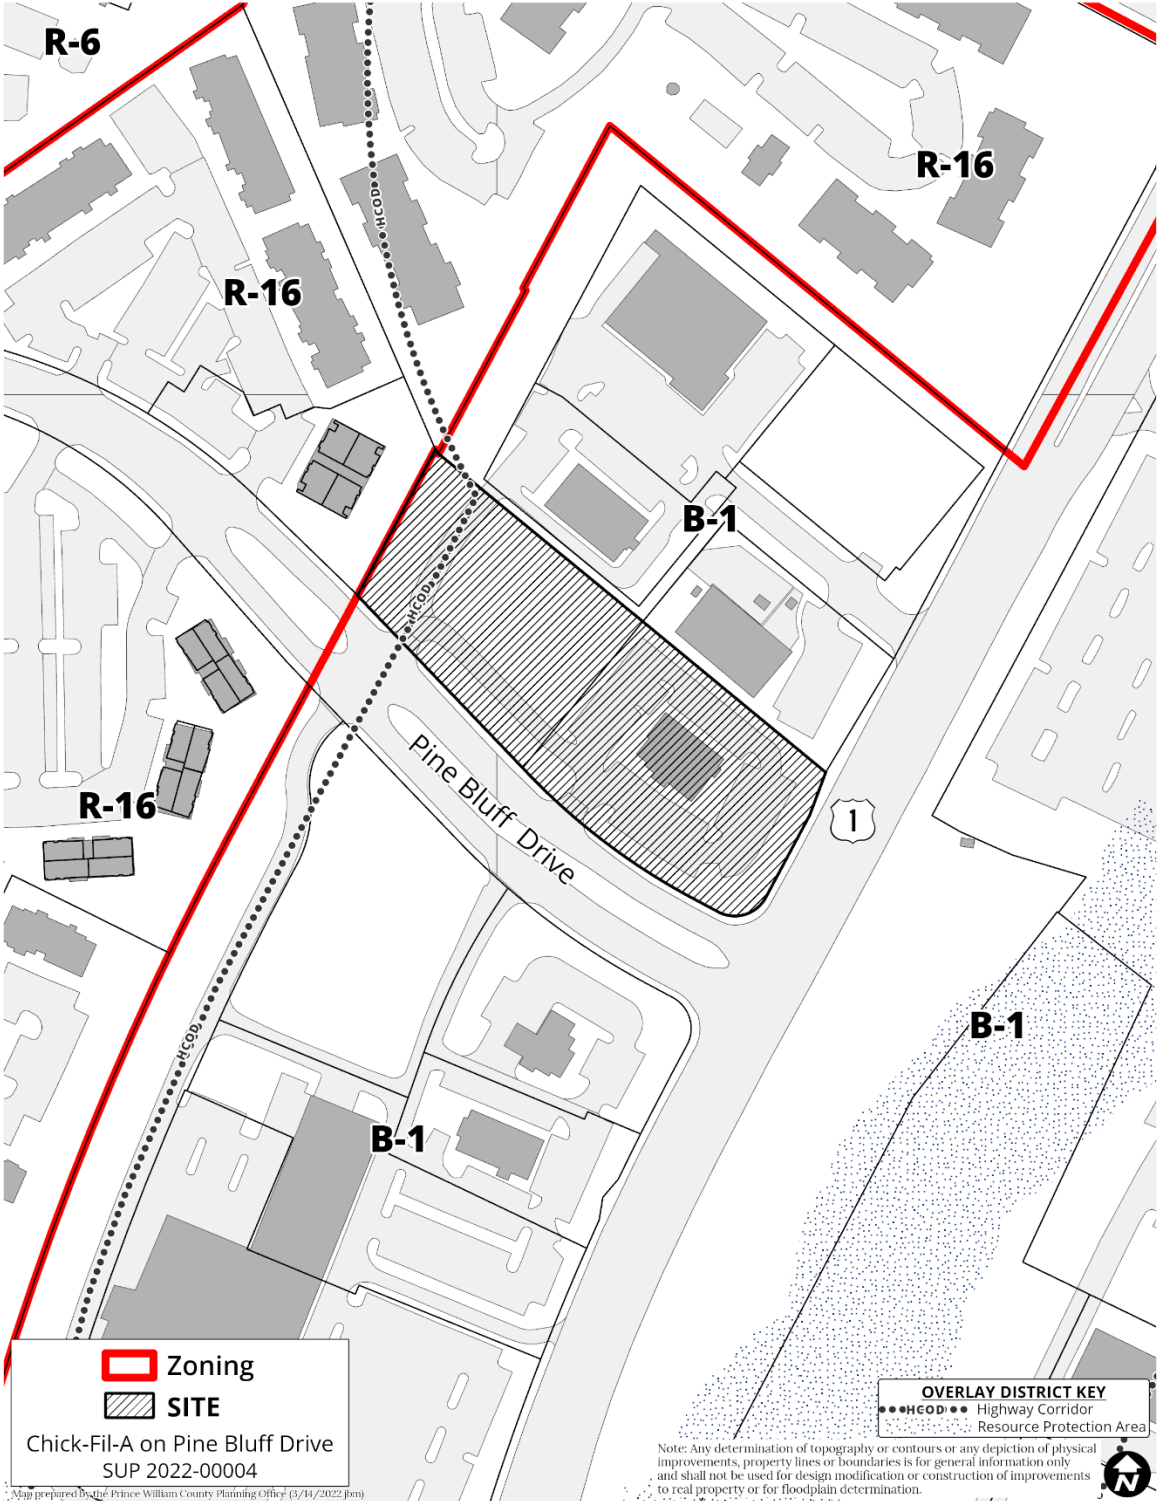 R-6
R-16
HCOD
R-16
B-1
HCOD
R-16
Pine Bluff Drive
1
B-1
HCOD
B-1
Zoning
SITE
Chick-Fil-A on Pine Bluff Drive
SUP 2022-00004
Map prepared by the Prince William County Planning Office (3/14/2022 jbm)
OVERLAY DISTRICT KEY
HCOD Highway Corridor
Resource Protection Area
Note: Any determination of topography or contours or any depiction of physical
improvements, property lines or boundaries is for general information only
and shall not be used for design modification or construction of improvements
to real property or for floodplain determination.
N